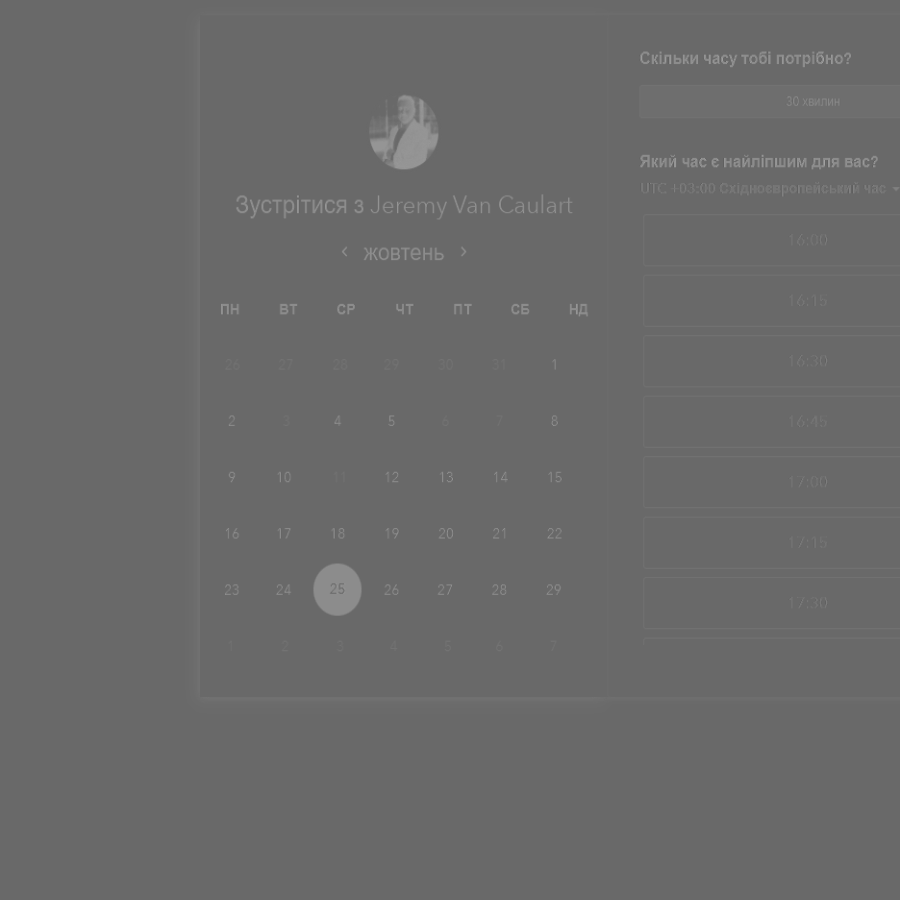 Зустрітися з Jeremy Van Caulart
жовтень
ПН ВТ СР ЧТ ПТ СБ НД
26 27 28 29 30 31 1
2 3 4 5 6 7 8
9 10 11 12 13 14 15
16 17 18 19 20 21 22
23 24 25 26 27 28 29
1 2 3 4 5 6 7
Скільки часу тобі потрібно?
30 хвилин
Який час є найліпшим для вас?
UTC +03:00 Східноєвропейський час
16:00
16:15
16:30
16:45
17:00
17:15
17:30